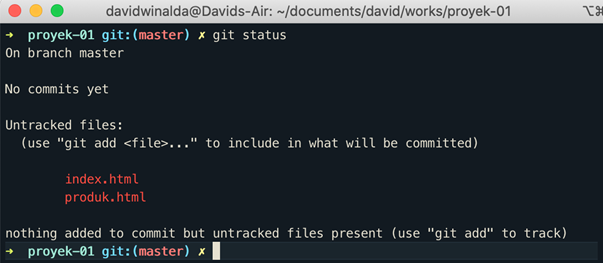 davidwinalda@Davids-Air: ~/documents/david/works/proyek-01
➜ proyek-01 git:(master) ✗ git status
On branch master
No commits yet
Untracked files:
(use "git add <file>..." to include in what will be committed)
index.html
produk.html
nothing added to commit but untracked files present (use "git add" to track)
➜ proyek-01 git:(master) ✗